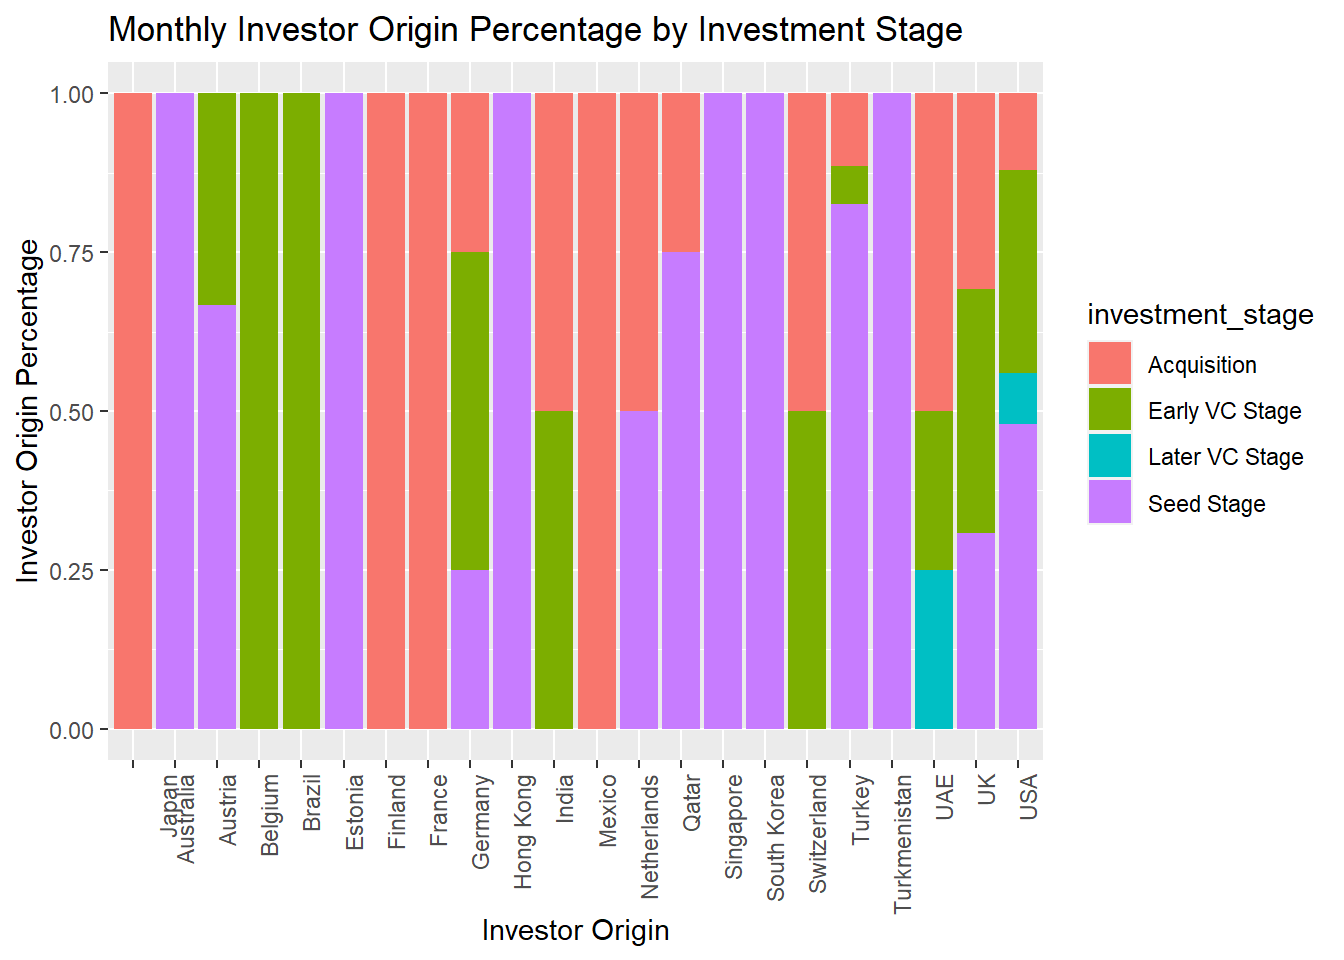 Monthly Investor Origin Percentage by Investment Stage
Investor Origin Percentage
1.00
0.75
0.50
0.25
0.00
Japan
Australia
Austria
Belgium
Brazil
Estonia
Finland
France
Germany
Hong Kong
India
Mexico
Netherlands
Qatar
Singapore
South Korea
Switzerland
Turkey
Turkmenistan
UAE
UK
USA
Investor Origin
investment_stage
Acquisition
Early VC Stage
Later VC Stage
Seed Stage